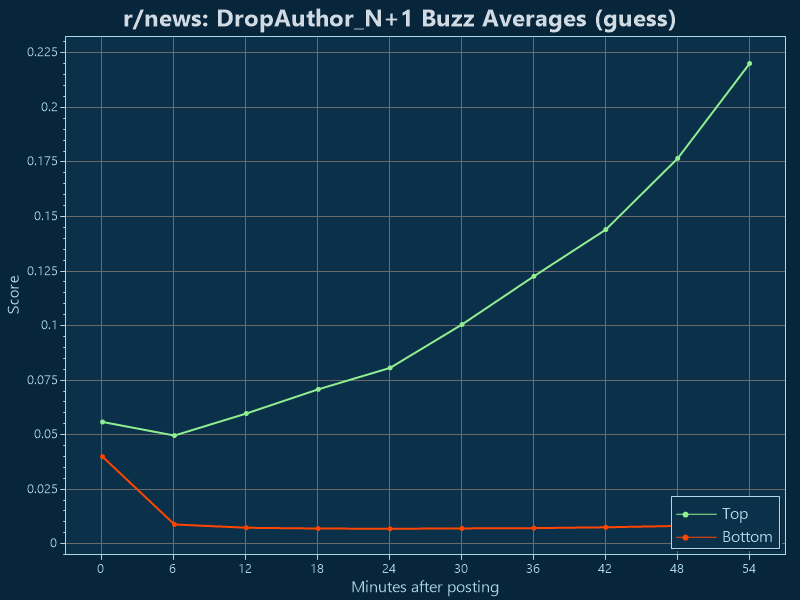 r/news: DropAuthor_N+1 Buzz Averages (guess)
0.225
0.2
0.175
0.15
0.125
0.1
0.075
0.05
0.025
0
Score
0 6 12 18 24 30 36 42 48 54
Minutes after posting
Top
Bottom